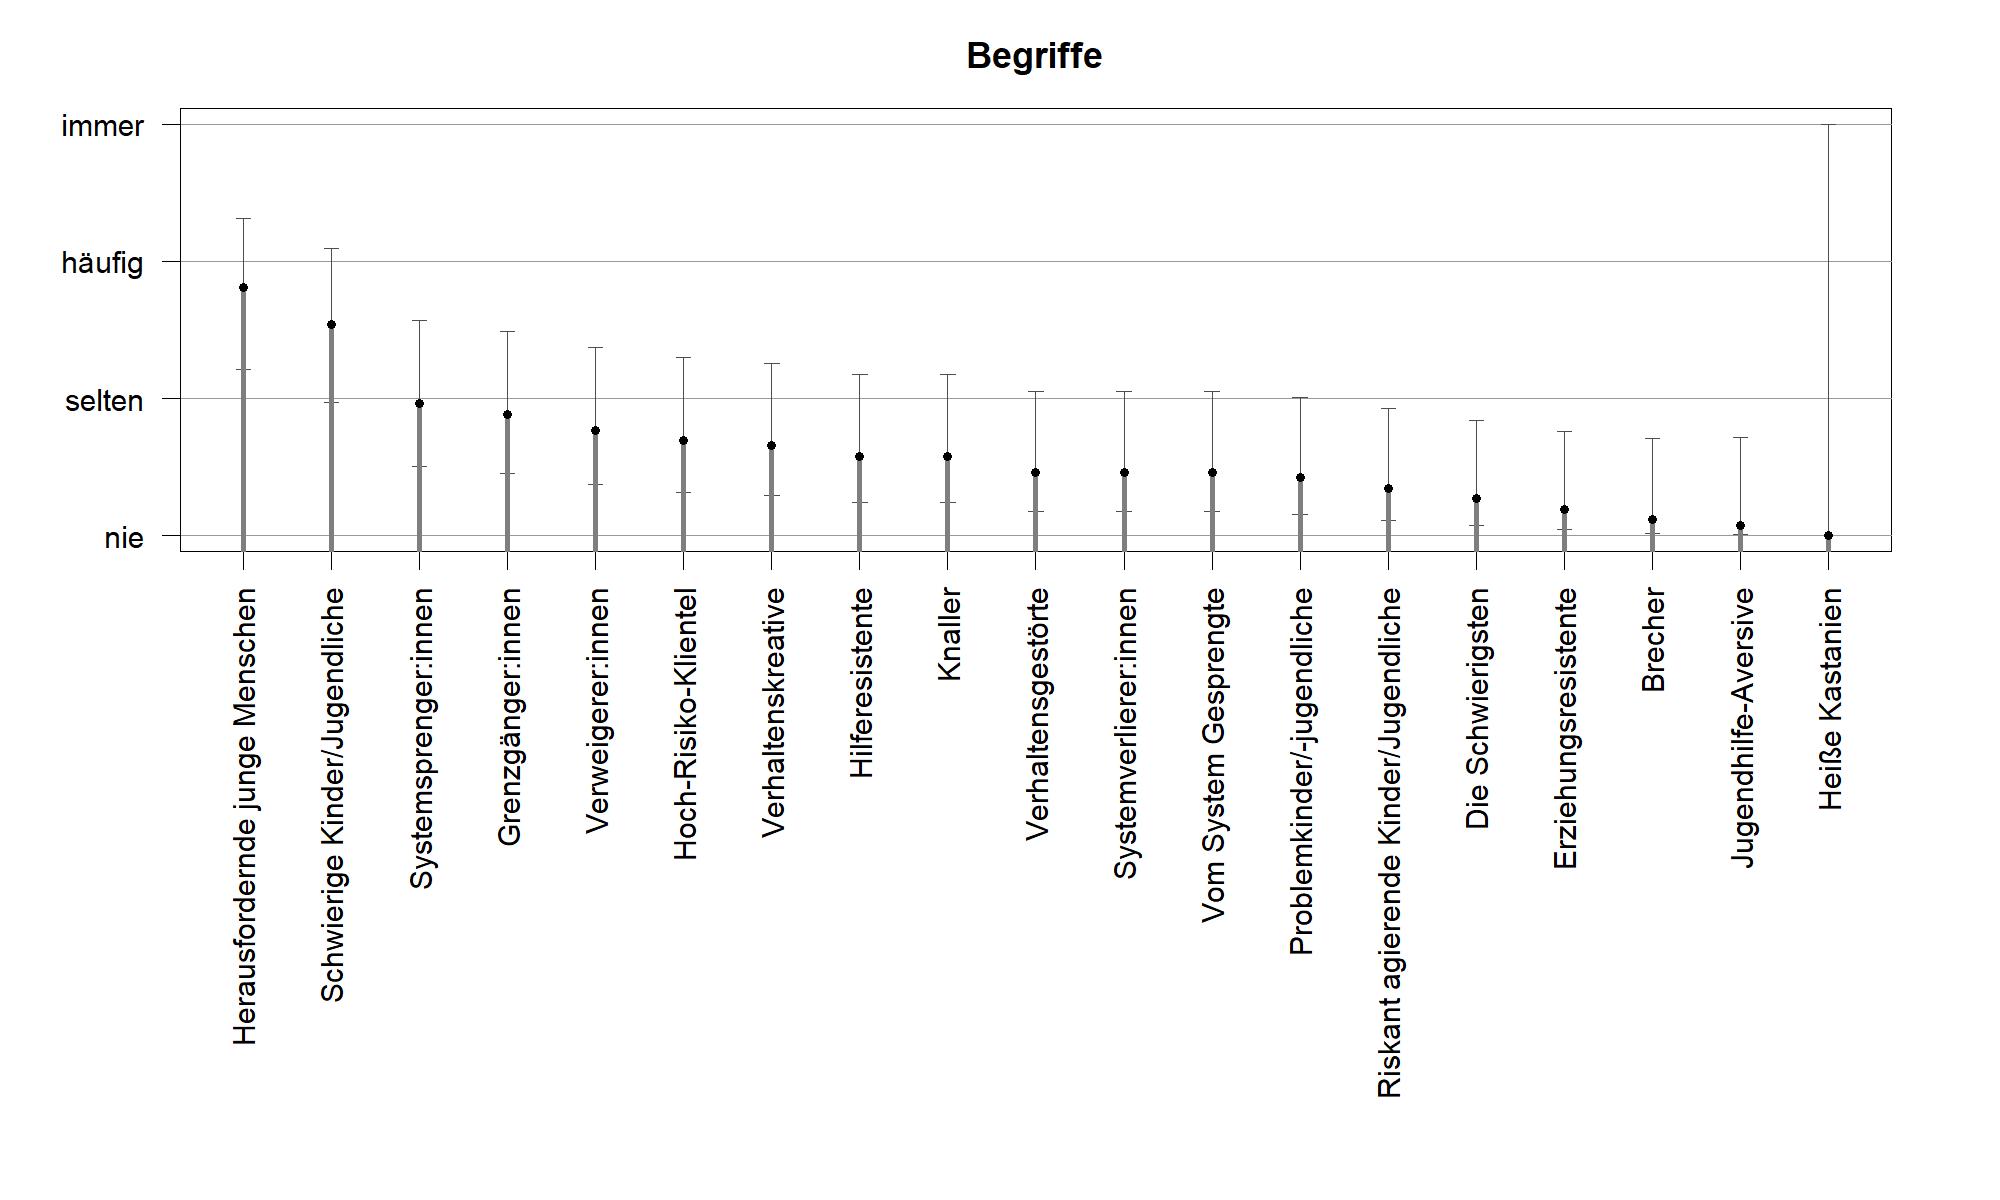 Begriffe
immer
häufig
selten
nie
Herausfordernde junge Menschen
Schwierige Kinder/Jugendliche
Systemsprenger:innen
Grenzgänger:innen
Verweigerer:innen
Hoch-Risiko-Klientel
Verhaltenskreative
Hilferesistente
Knaller
Verhaltensgestörte
Systemverlierer:innen
Vom System Gesprengte
Problemkinder/-jugendliche
Riskant agierende Kinder/Jugendliche
Die Schwierigsten
Erziehungsresistente
Brecher
Jugendhilfe-Aversive
Heiße Kastanien